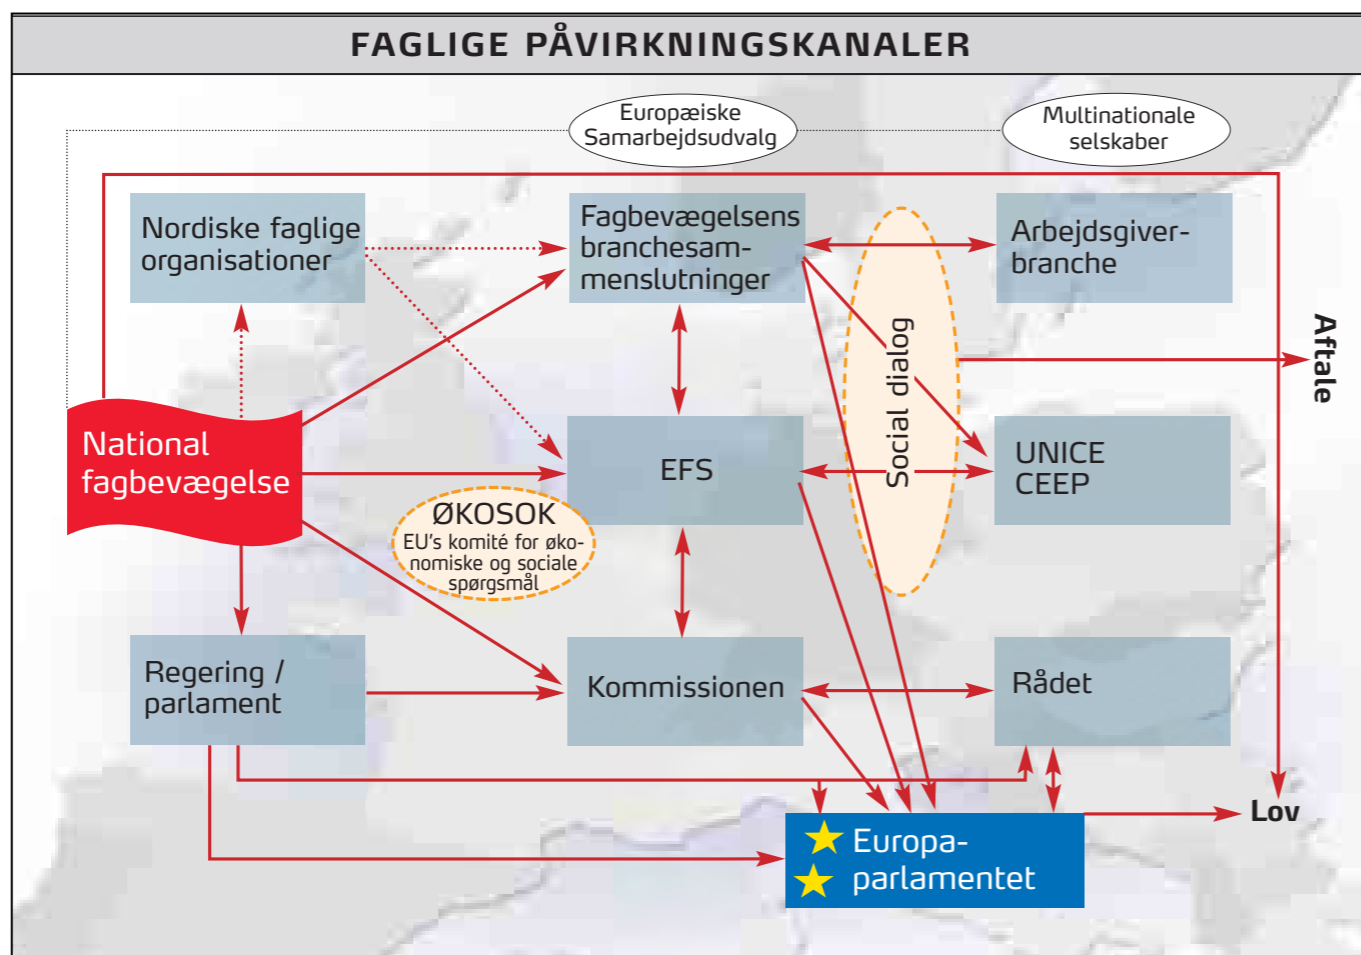 FAGLIGE PÅVIRKNINGSKANALER
Europæiske
Samarbejdsudvalg
Multinationale
selskaber
Nordiske faglige
organisationer
Fagbevægelsens
branchesam-
menslutninger
Arbejdsgiver-
branche
Social dialog
Aftale
National
fagbevægelse
EFS
UNICE
CEEP
ØKOSOK
EU's komité for øko-
nomiske og sociale
spørgsmål
Regering /
parlament
Kommissionen
Rådet
Lov
Europa-
parlamentet